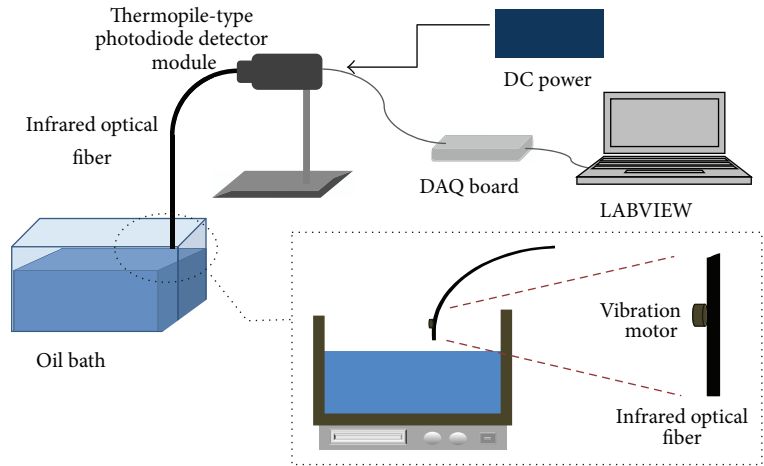 Thermopile-type
photodiode detector
module
DC power
Infrared optical
fiber
DAQ board
LABVIEW
Oil bath
Vibration
motor
Infrared optical
fiber